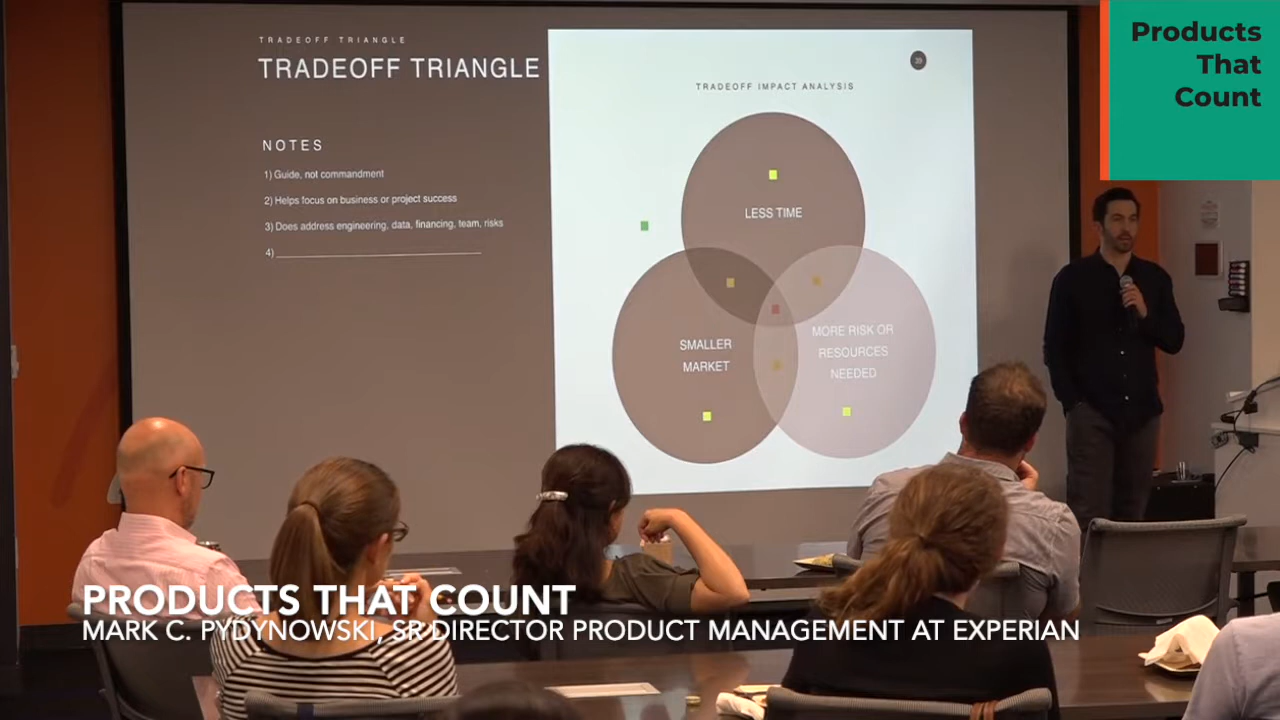 TRADEOFF TRIANGLE
TRADEOFF TRIANGLE
NOTES
1) Guide, not commandment
2) Helps focus on business or project success
3) Does address engineering, data, financing, team, risks
4)
39
TRADEOFF IMPACT ANALYSIS
LESS TIME
SMALLER
MARKET
MORE RISK OR
RESOURCES
NEEDED
Products
That
Count
PRODUCTS THAT COUNT
MARK C. PYDYNOWSKI, SR DIRECTOR PRODUCT MANAGEMENT AT EXPERIAN